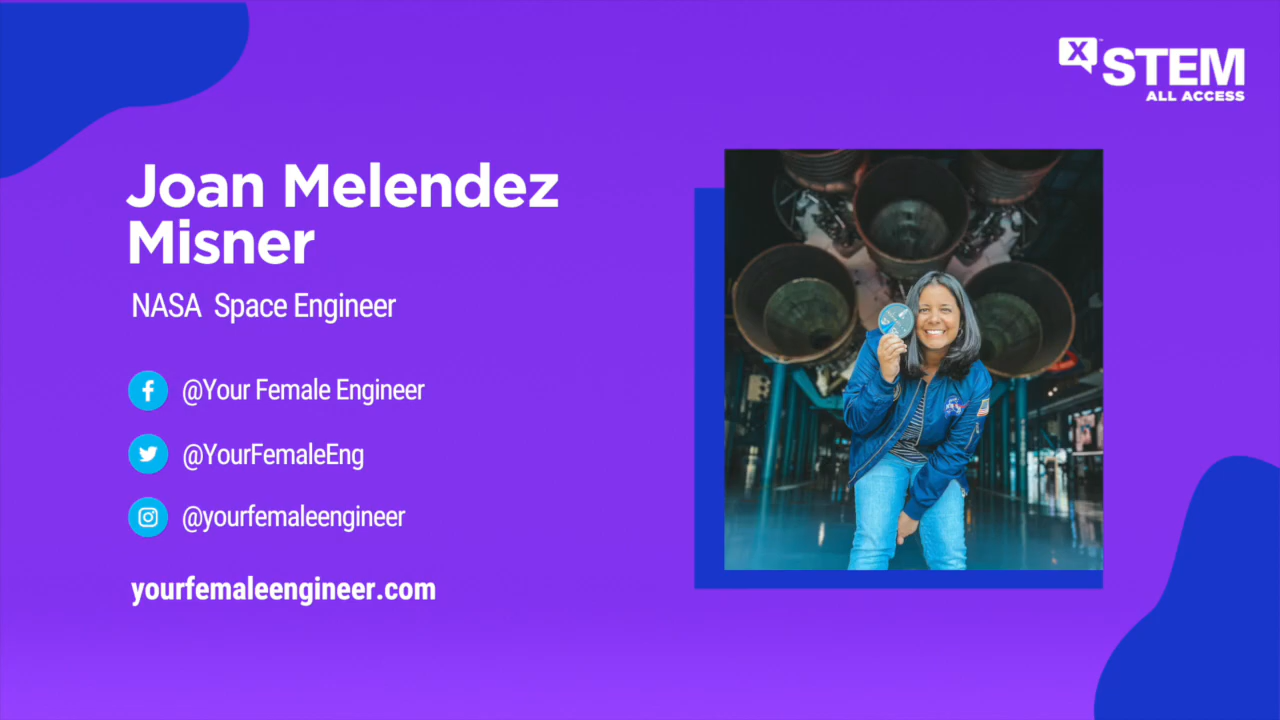 X STEM
ALL ACCESS
Joan Melendez
Misner
NASA Space Engineer
@Your Female Engineer
@YourFemaleEng
@yourfemaleengineer
yourfemaleengineer.com